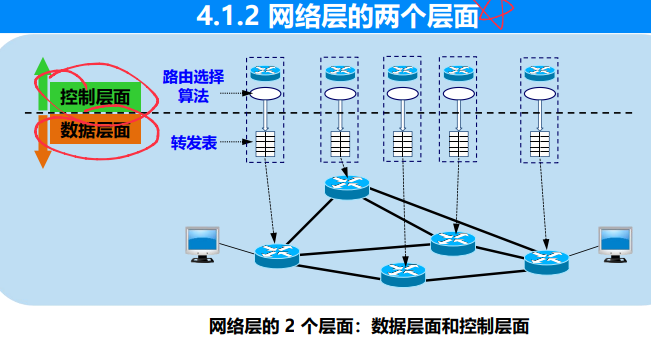 4.1.2 网络层的两个层面
路由选择
算法
控制层面
数据层面
转发表
网络层的 2 个层面：数据层面和控制层面